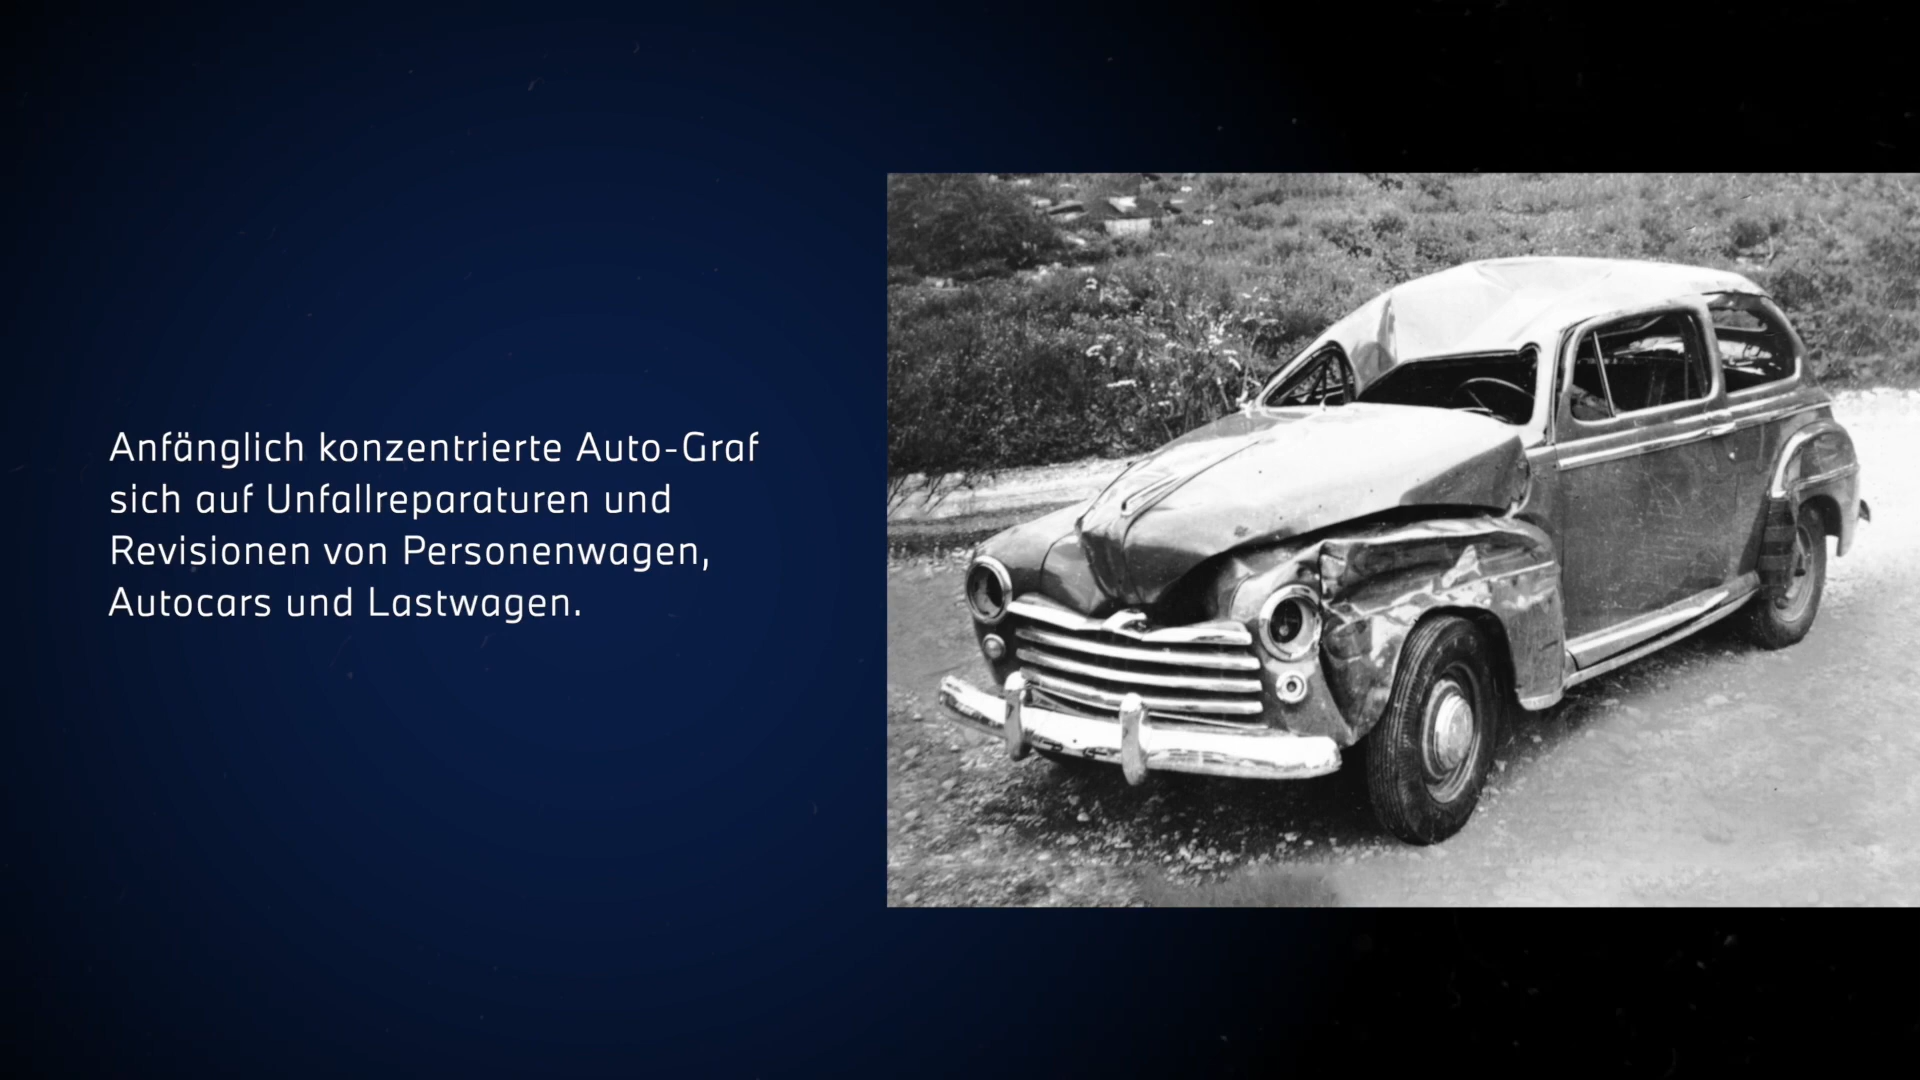 Anfänglich konzentrierte Auto-Graf
sich auf Unfallreparaturen und
Revisionen von Personenwagen,
Autocars und Lastwagen.